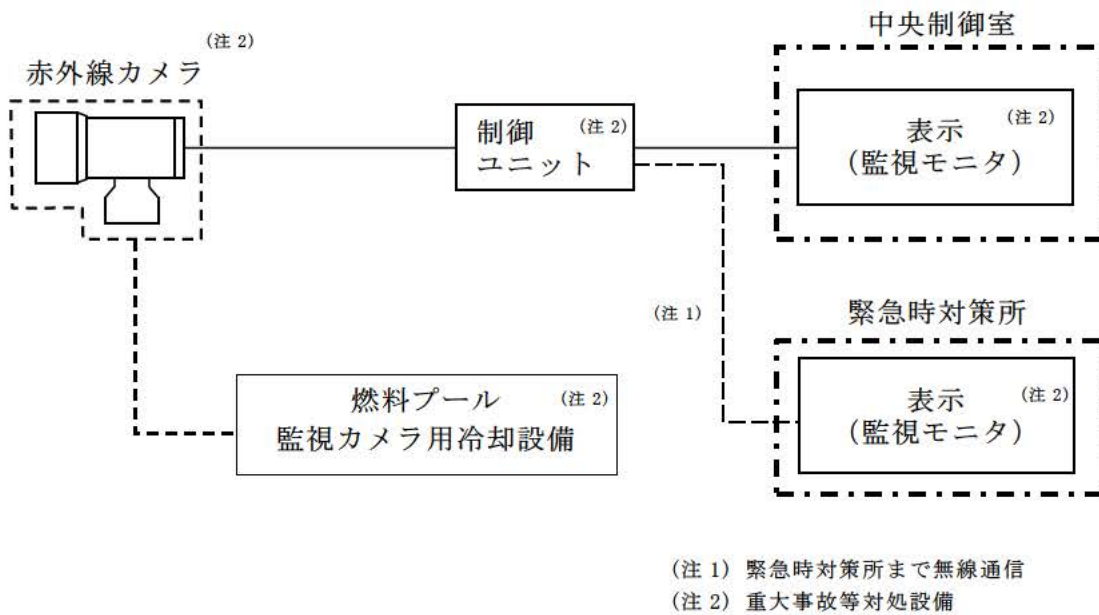 中央制御室
(注 2)
赤外線カメラ
制御 (注 2)
ユニット
表示 (注 2)
(監視モニタ)
(注 1)
緊急時対策所
燃料プール (注 2)
監視カメラ用冷却設備
表示 (注 2)
(監視モニタ)
(注 1) 緊急時対策所まで無線通信
(注 2) 重大事故等対処設備